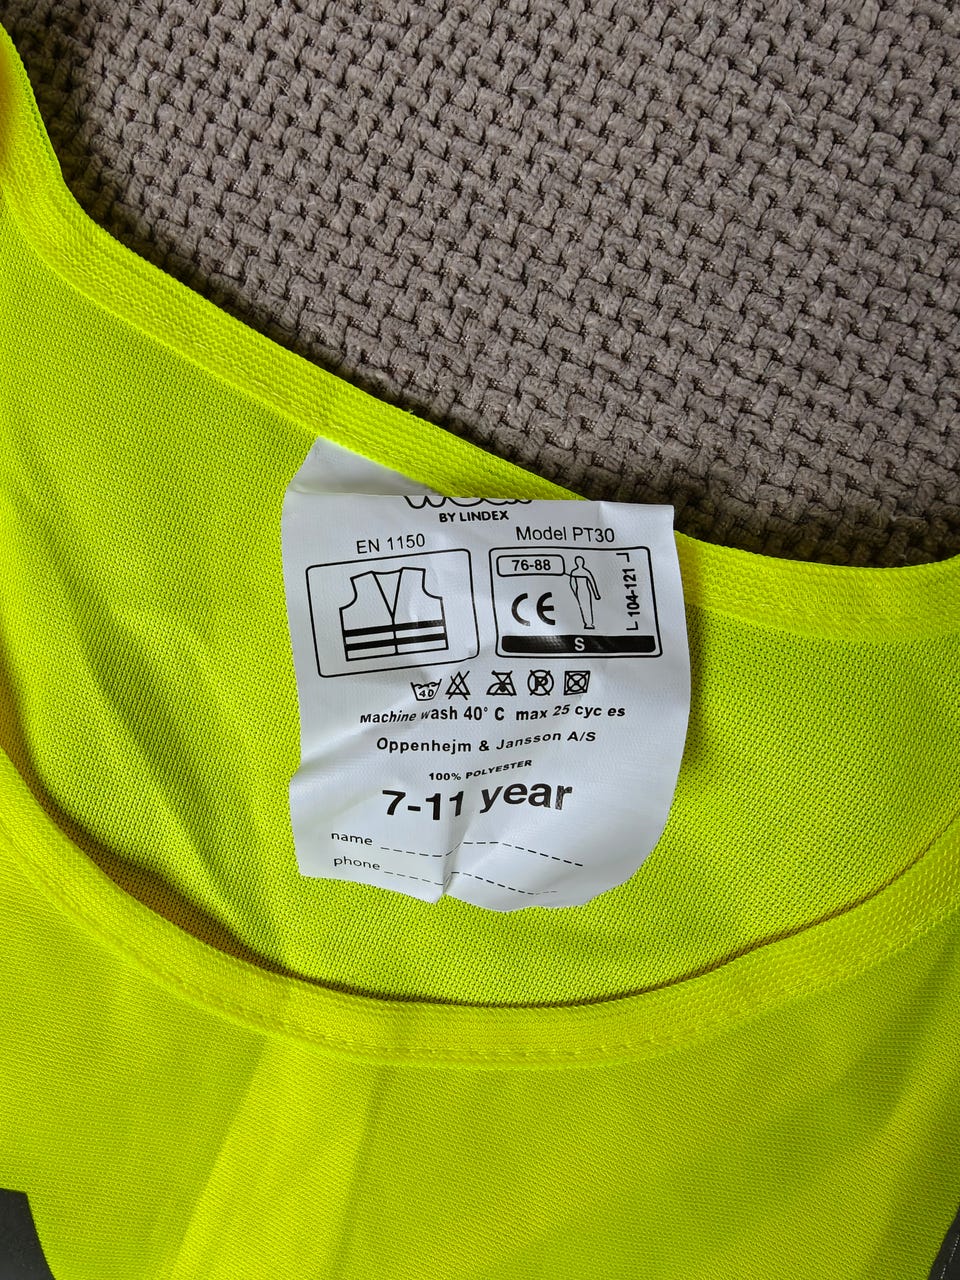 BY LINDEX
EN 1150
Model PT30
76-88
104-121
CE
S
40
P
Machine wash 40° C max 25 cyc es
Oppenhejm & Jansson A/S
100% POLYESTER
7-11 year
name
phone